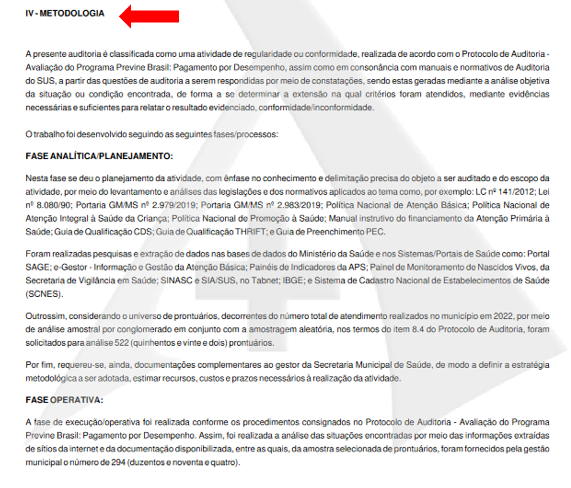 IV - METODOLOGIA
A presente auditoria é classificada como uma atividade de regularidade ou conformidade, realizada de acordo com o Protocolo de Auditoria -
Avaliação do Programa Previne Brasil: Pagamento por Desempenho, assim como em consonância com manuais e normativos de Auditoria
do SUS, a partir das questões de auditoria a serem respondidas por meio de constatações, sendo estas geradas mediante a análise objetiva
da situação ou condição encontrada, de forma a se determinar a extensão na qual critérios foram atendidos, mediante evidências
necessárias e suficientes para relatar o resultado evidenciado, conformidade/inconformidade.
O trabalho foi desenvolvido seguindo as seguintes fases/processos:
FASE ANALÍTICA/PLANEJAMENTO:
Nesta fase se deu o planejamento da atividade, com ênfase no conhecimento e delimitação precisa do objeto a ser auditado e do escopo da
atividade, por meio do levantamento e análises das legislações e dos normativos aplicados ao tema como, por exemplo: LC nº 141/2012; Lei
nº 8.080/90; Portaria GM/MS nº 2.979/2019; Portaria GM/MS nº 2.983/2019; Política Nacional de Atenção Básica; Política Nacional de
Atenção Integral à Saúde da Criança; Política Nacional de Promoção à Saúde; Manual instrutivo do financiamento da Atenção Primária à
Saúde; Guia de Qualificação CDS; Guia de Qualificação THRIFT; e Guia de Preenchimento PEC.
Foram realizadas pesquisas e extração de dados nas bases de dados do Ministério da Saúde e nos Sistemas/Portais de Saúde como: Portal
SAGE; e-Gestor - Informação e Gestão da Atenção Básica; Painéis de Indicadores da APS; Painel de Monitoramento de Nascidos Vivos, da
Secretaria de Vigilância em Saúde; SINASC e SIA/SUS, no Tabnet; IBGE; e Sistema de Cadastro Nacional de Estabelecimentos de Saúde
(SCNES).
Outrossim, considerando o universo de prontuários, decorrentes do número total de atendimento realizados no município em 2022, por meio
de análise amostral por conglomerado em conjunto com a amostragem aleatória, nos termos do item 8.4 do Protocolo de Auditoria, foram
solicitados para análise 522 (quinhentos e vinte e dois) prontuários.
Por fim, requereu-se, ainda, documentações complementares ao gestor da Secretaria Municipal de Saúde, de modo a definir a estratégia
metodológica a ser adotada, estimar recursos, custos e prazos necessários à realização da atividade.
FASE OPERATIVA:
A fase de execução/operativa foi realizada conforme os procedimentos consignados no Protocolo de Auditoria - Avaliação do Programa
Previne Brasil: Pagamento por Desempenho. Assim, foi realizada a análise das situações encontradas por meio das informações extraídas
de sítios da internet e da documentação disponibilizada, entre as quais, da amostra selecionada de prontuários, foram fornecidos pela gestão
municipal o número de 294 (duzentos e noventa e quatro).